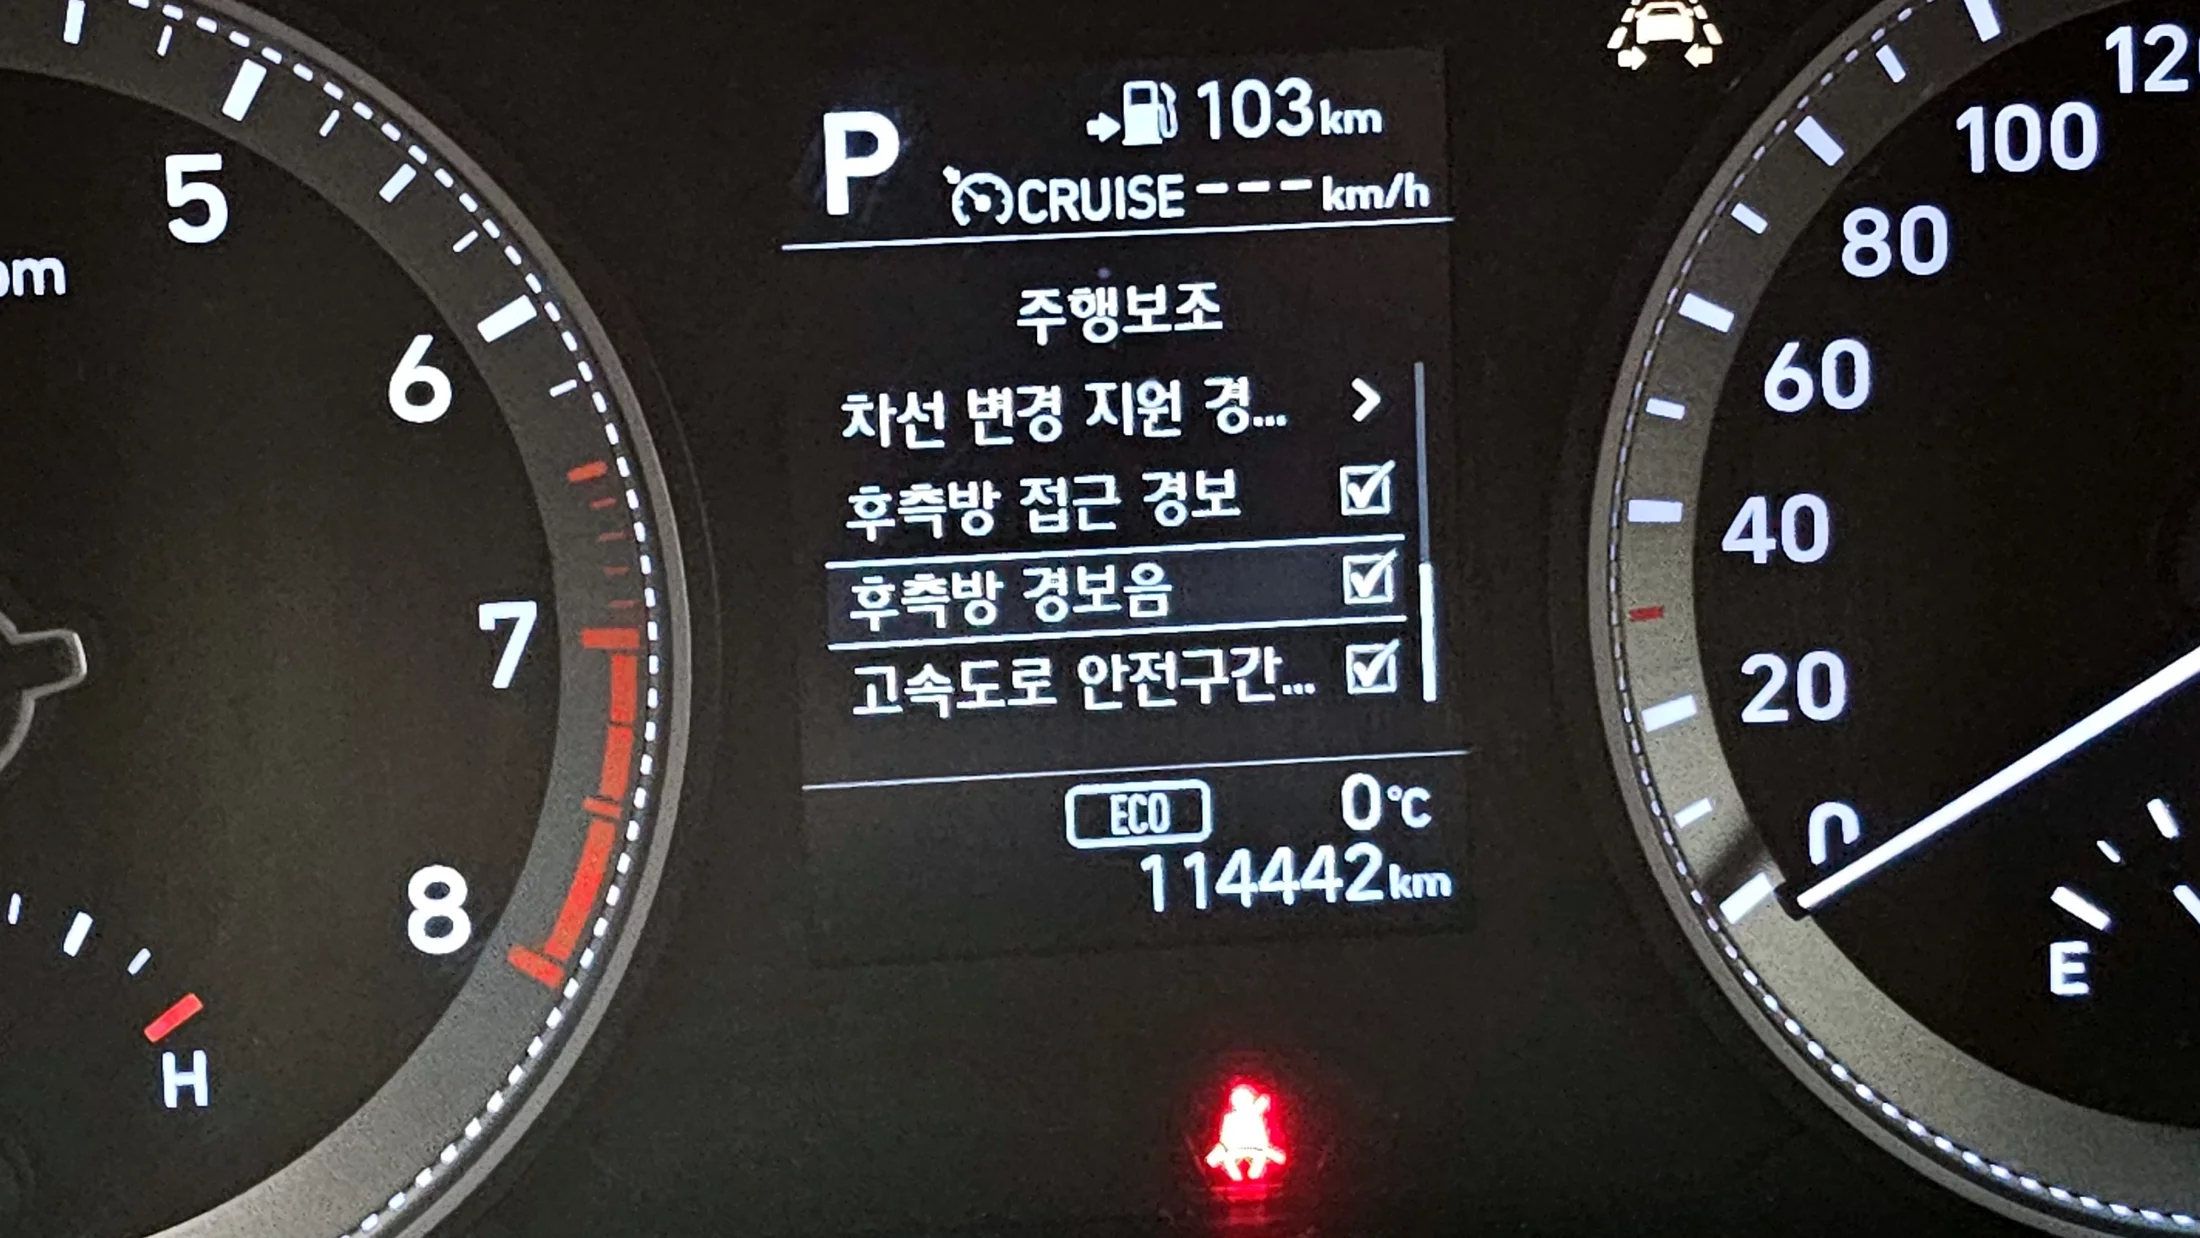 5
6
7
8
H
P
103km
CRUISE---km/h
주행보조
차선 변경 지원 경... >
후측방 접근 경보
후측방 경보음
고속도로 안전구간...
ECO 0°C
114442km
100
80
60
40
20
E